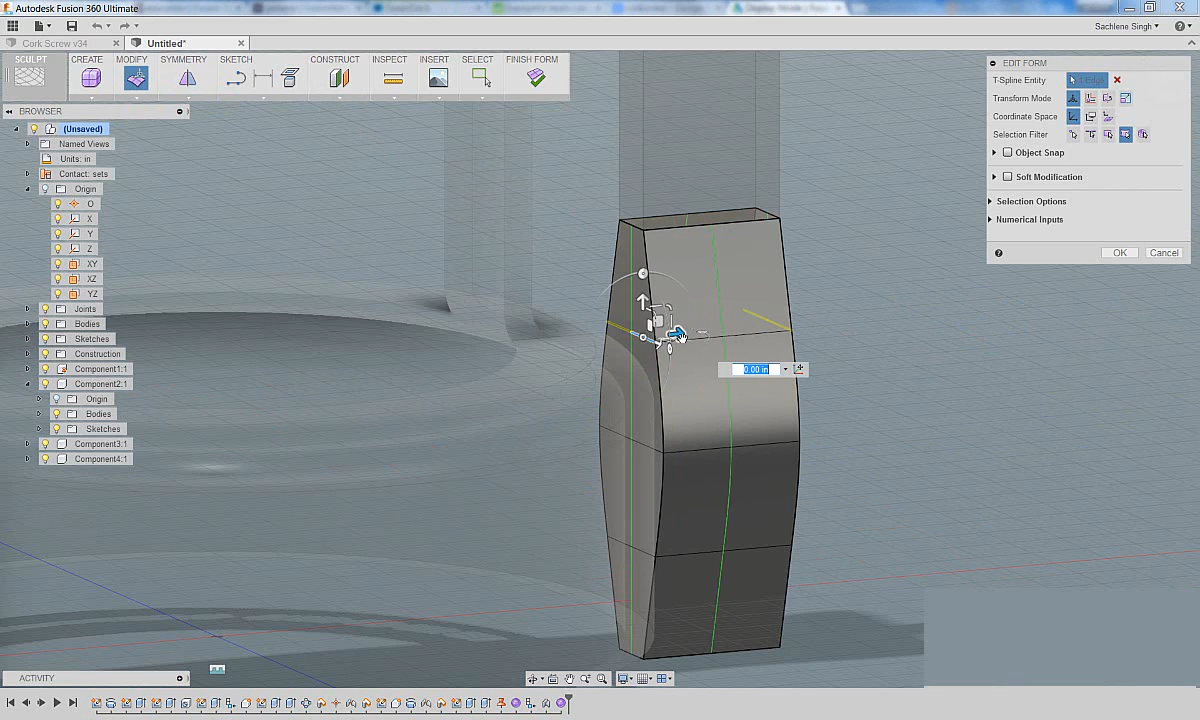 Autodesk Fusion 360 Ultimate
Sachlene Singh
Cork Screw v34
Untitled*
SCULPT
CREATE
MODIFY
SYMMETRY
SKETCH
CONSTRUCT
INSPECT
INSERT
SELECT
FINISH FORM
BROWSER
(Unsaved)
Named Views
Units: in
Contact: sets
Origin
O
X
Y
Z
XY
XZ
YZ
Joints
Bodies
Sketches
Construction
Component1:1
Component2:1
Origin
Bodies
Sketches
Component3:1
Component4:1
EDIT FORM
T-Spline Entity
1 Edge
Transform Mode
Coordinate Space
Selection Filter
Object Snap
Soft Modification
Selection Options
Numerical Inputs
OK
Cancel
0.00 in
ACTIVITY